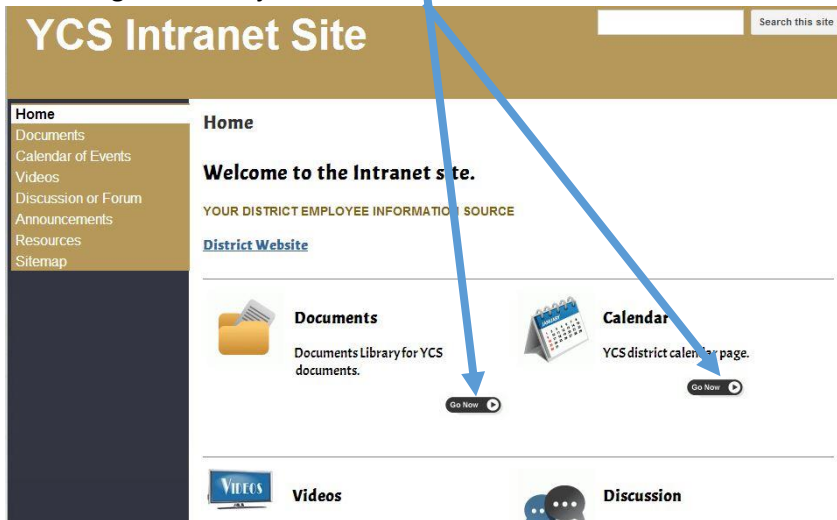 YCS Intranet Site
Search this site
Home
Documents
Calendar of Events
Videos
Discussion or Forum
Announcements
Resources
Sitemap
Home
Welcome to the Intranet site.
YOUR DISTRICT EMPLOYEE INFORMATION SOURCE
District Website
Documents
Documents Library for YCS
documents.
Go Now
Calendar
YCS district calendar page.
Go Now
VIDEOS
Videos
Discussion